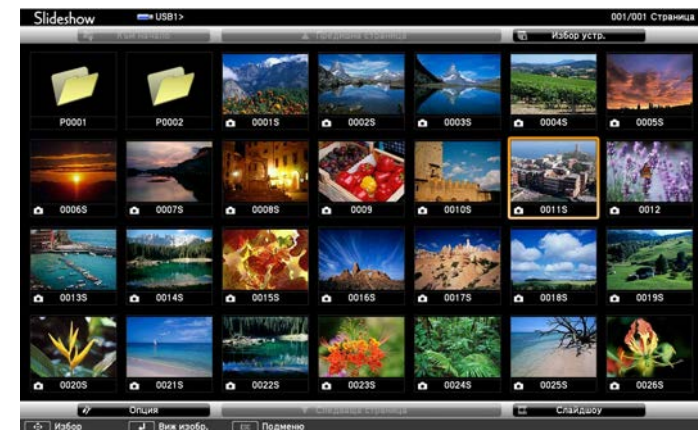 Slideshow USB1> 001/001 Страница
Към начало Предишна страница Избор устр.
P0001 P0002 0001S 0002S 0003S 0004S 0005S
0006S 0007S 0008S 0009 0010S 0011S 0012
0013S 0014S 0015S 0016S 0017S 0018S 0019S
0020S 0021S 0022S 0023S 0024S 0025S 0026S
Опция Следваща страница Слайдшоу
Избор Виж изобр. Подменю